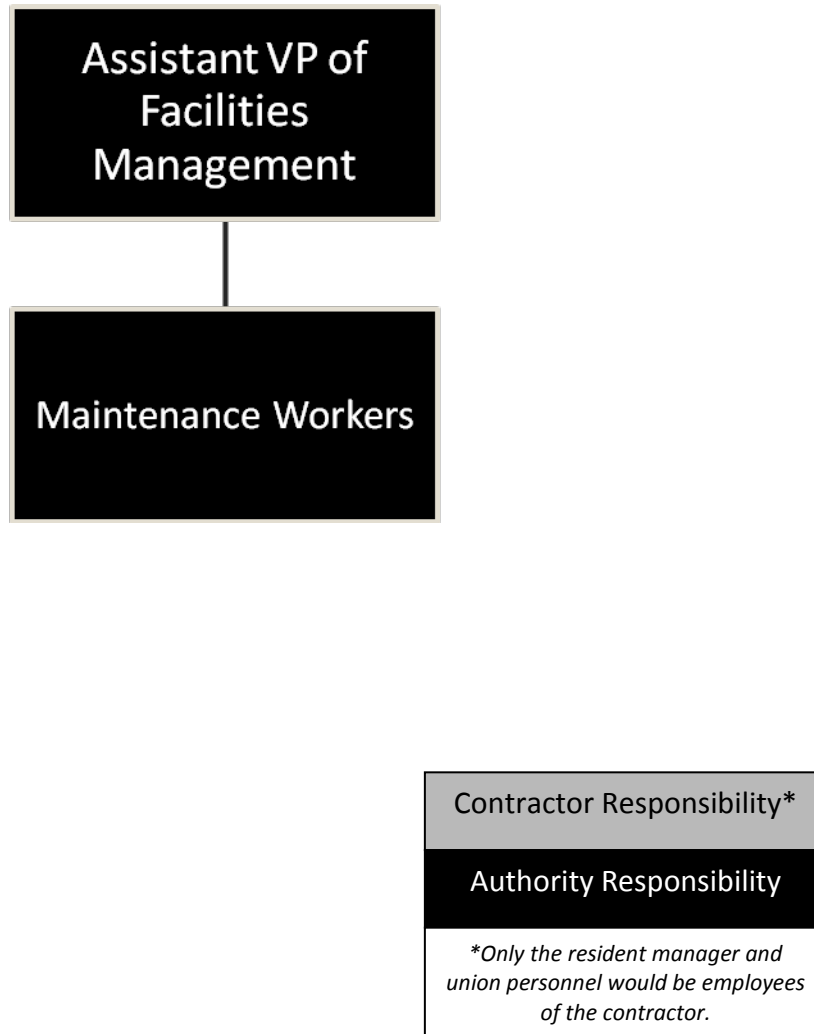 Assistant VP of
Facilities
Management
Maintenance Workers
Contractor Responsibility*
Authority Responsibility
*Only the resident manager and
union personnel would be employees
of the contractor.